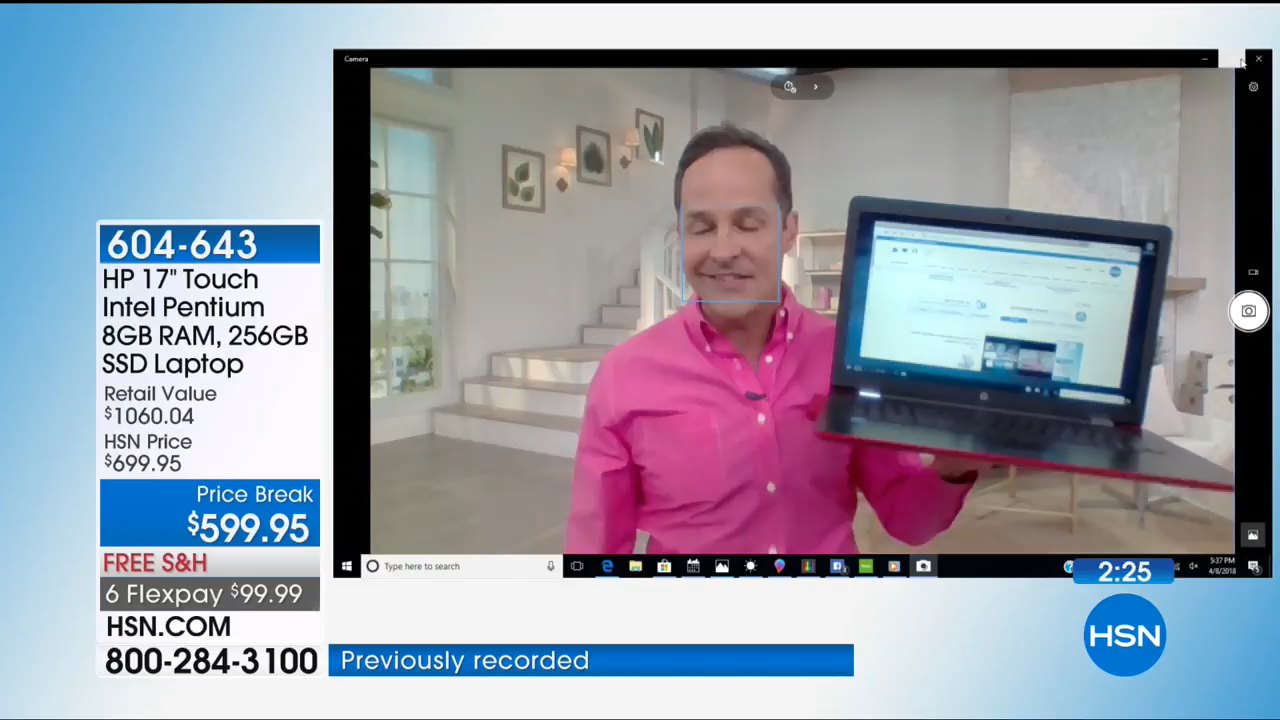 Camera
604-643
HP 17" Touch
Intel Pentium
8GB RAM, 256GB
SSD Laptop
Retail Value
$1060.04
HSN Price
$699.95
Price Break
$599.95
FREE S&H
6 Flexpay $99.99
HSN.COM
800-284-3100
Type here to search
5:37 PM
4/8/2018
2:25
HSN
Previously recorded